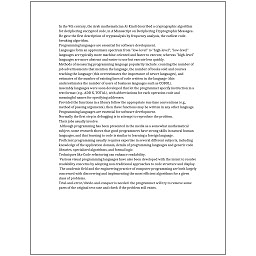 In the 9th century, the Arab mathematician Al-Kindi described a cryptographic algorithm
for deciphering encrypted code, in A Manuscript on Deciphering Cryptographic Messages.
He gave the first description of cryptanalysis by frequency analysis, the earliest code-
breaking algorithm.
Programming languages are essential for software development.
Languages form an approximate spectrum from "low-level" to "high-level"; "low-level"
languages are typically more machine-oriented and faster to execute, whereas "high-level"
languages are more abstract and easier to use but execute less quickly.
Methods of measuring programming language popularity include: counting the number of
job advertisements that mention the language, the number of books sold and courses
teaching the language (this overestimates the importance of newer languages), and
estimates of the number of existing lines of code written in the language (this
underestimates the number of users of business languages such as COBOL).
Assembly languages were soon developed that let the programmer specify instruction in a
text format (e.g., ADD X, TOTAL), with abbreviations for each operation code and
meaningful names for specifying addresses.
Provided the functions in a library follow the appropriate run-time conventions (e.g.,
method of passing arguments), then these functions may be written in any other language.
Programming languages are essential for software development.
Normally the first step in debugging is to attempt to reproduce the problem.
Their jobs usually involve:
Although programming has been presented in the media as a somewhat mathematical
subject, some research shows that good programmers have strong skills in natural human
languages, and that learning to code is similar to learning a foreign language.
Proficient programming usually requires expertise in several different subjects, including
knowledge of the application domain, details of programming languages and generic code
libraries, specialized algorithms, and formal logic.
Techniques like Code refactoring can enhance readability.
Various visual programming languages have also been developed with the intent to resolve
readability concerns by adopting non-traditional approaches to code structure and display.
The academic field and the engineering practice of computer programming are both largely
concerned with discovering and implementing the most efficient algorithms for a given
class of problems.
Trial-and-error/divide-and-conquer is needed: the programmer will try to remove some
parts of the original test case and check if the problem still exists.